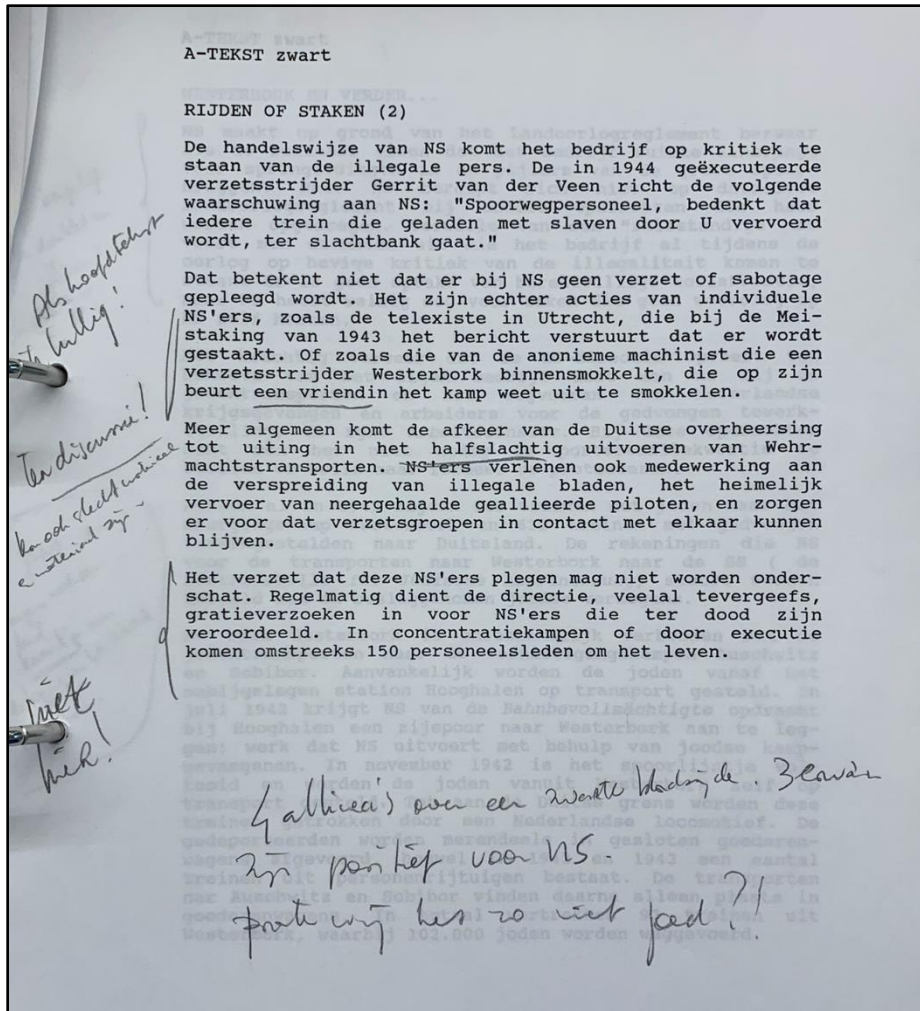 A-TEKST zwart
RIJDEN OF STAKEN (2)
De handelswijze van NS komt het bedrijf op kritiek te
staan van de illegale pers. De in 1944 geëxecuteerde
verzetsstrijder Gerrit van der Veen richt de volgende
waarschuwing aan NS: "Spoorwegpersoneel, bedenkt dat
iedere trein die geladen met slaven door U vervoerd
wordt, ter slachtbank gaat."
Dat betekent niet dat er bij NS geen verzet of sabotage
gepleegd wordt. Het zijn echter acties van individuele
NS'ers, zoals de telexiste in Utrecht, die bij de Mei-
staking van 1943 het bericht verstuurt dat er wordt
gestaakt. Of zoals die van de anonieme machinist die een
verzetsstrijder Westerbork binnensmokkelt, die op zijn
beurt een vriendin het kamp weet uit te smokkelen.
Als hoofdtekst
te lullig!
Meer algemeen komt de afkeer van de Duitse overheersing
tot uiting in het halfslachtig uitvoeren van Wehr-
machtstransporten. NS'ers verlenen ook medewerking aan
de verspreiding van illegale bladen, het heimelijk
vervoer van neergehaalde geallieerde piloten, en zorgen
er voor dat verzetsgroepen in contact met elkaar kunnen
blijven.
Ter discussie!
kan ook slecht
materiaal zijn
Het verzet dat deze NS'ers plegen mag niet worden onder-
schat. Regelmatig dient de directie, veelal tevergeefs,
gratieverzoeken in voor NS'ers die ter dood zijn
veroordeeld. In concentratiekampen of door executie
komen omstreeks 150 personeelsleden om het leven.
niet
hier!
4 alinea's over een zwarte bladzijde. 3 ervan
zijn positief voor NS.
praten wij het zo niet goed?!